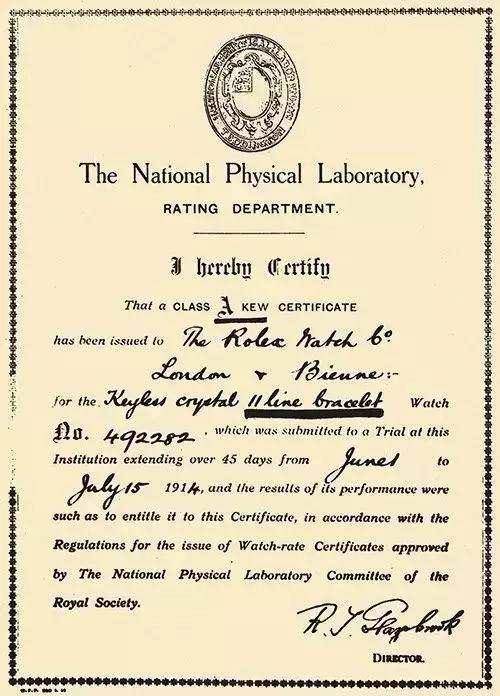 The National Physical Laboratory,
RATING DEPARTMENT.
I hereby Certify
That a CLASS A KEW CERTIFICATE
has been issued to The Rolex Watch Co
London & Bienne:-
for the Keyless crystal 11 line bracelet Watch
No. 492282, which was submitted to a Trial at this
Institution extending over 45 days from June 1 to
July 15 1914, and the results of its performance were
such as to entitle it to this Certificate, in accordance with the
Regulations for the issue of Watch-rate Certificates approved
by The National Physical Laboratory Committee of the
Royal Society.
R. T. Glazebrook
DIRECTOR.